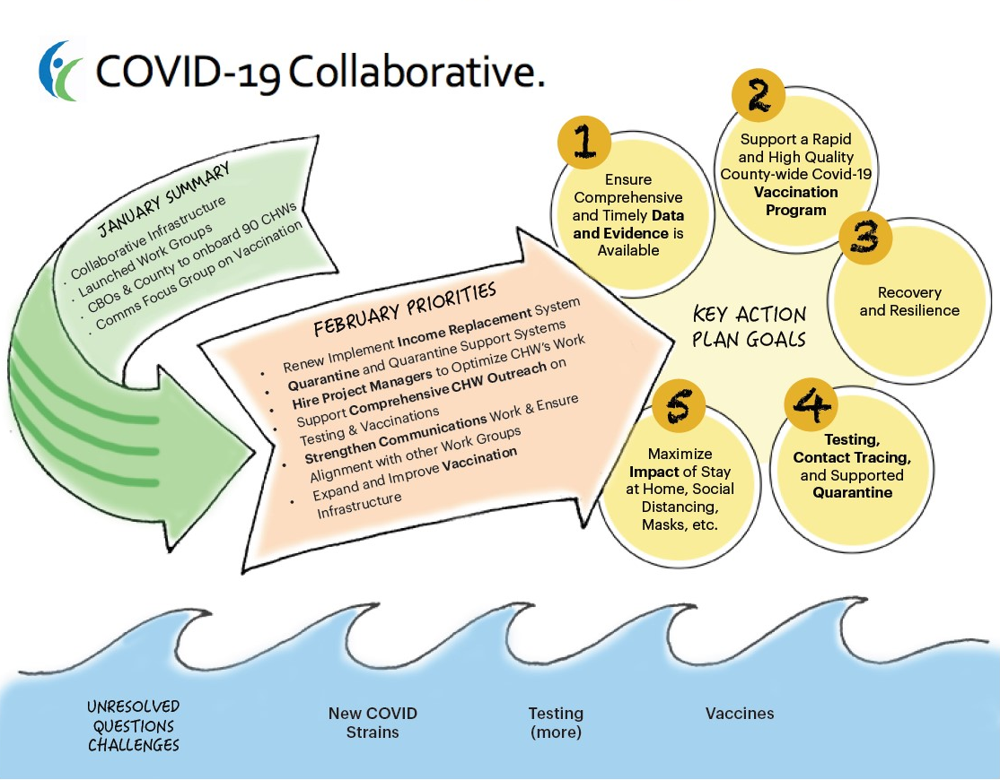 COVID-19 Collaborative.
JANUARY SUMMARY
· Collaborative Infrastructure
· Launched Work Groups
· CBOs & County to onboard 90 CHWs
· Comms Focus Group on Vaccination
FEBRUARY PRIORITIES
• Renew Implement Income Replacement System
• Quarantine and Quarantine Support Systems
• Hire Project Managers to Optimize CHW's Work
• Support Comprehensive CHW Outreach on
Testing & Vaccinations
• Strengthen Communications Work & Ensure
Alignment with other Work Groups
• Expand and Improve Vaccination
Infrastructure
KEY ACTION
PLAN GOALS
1
Ensure
Comprehensive
and Timely Data
and Evidence is
Available
2
Support a Rapid
and High Quality
County-wide Covid-19
Vaccination
Program
3
Recovery
and Resilience
4
Testing,
Contact Tracing,
and Supported
Quarantine
5
Maximize
Impact of Stay
at Home, Social
Distancing,
Masks, etc.
UNRESOLVED
QUESTIONS
CHALLENGES
New COVID
Strains
Testing
(more)
Vaccines